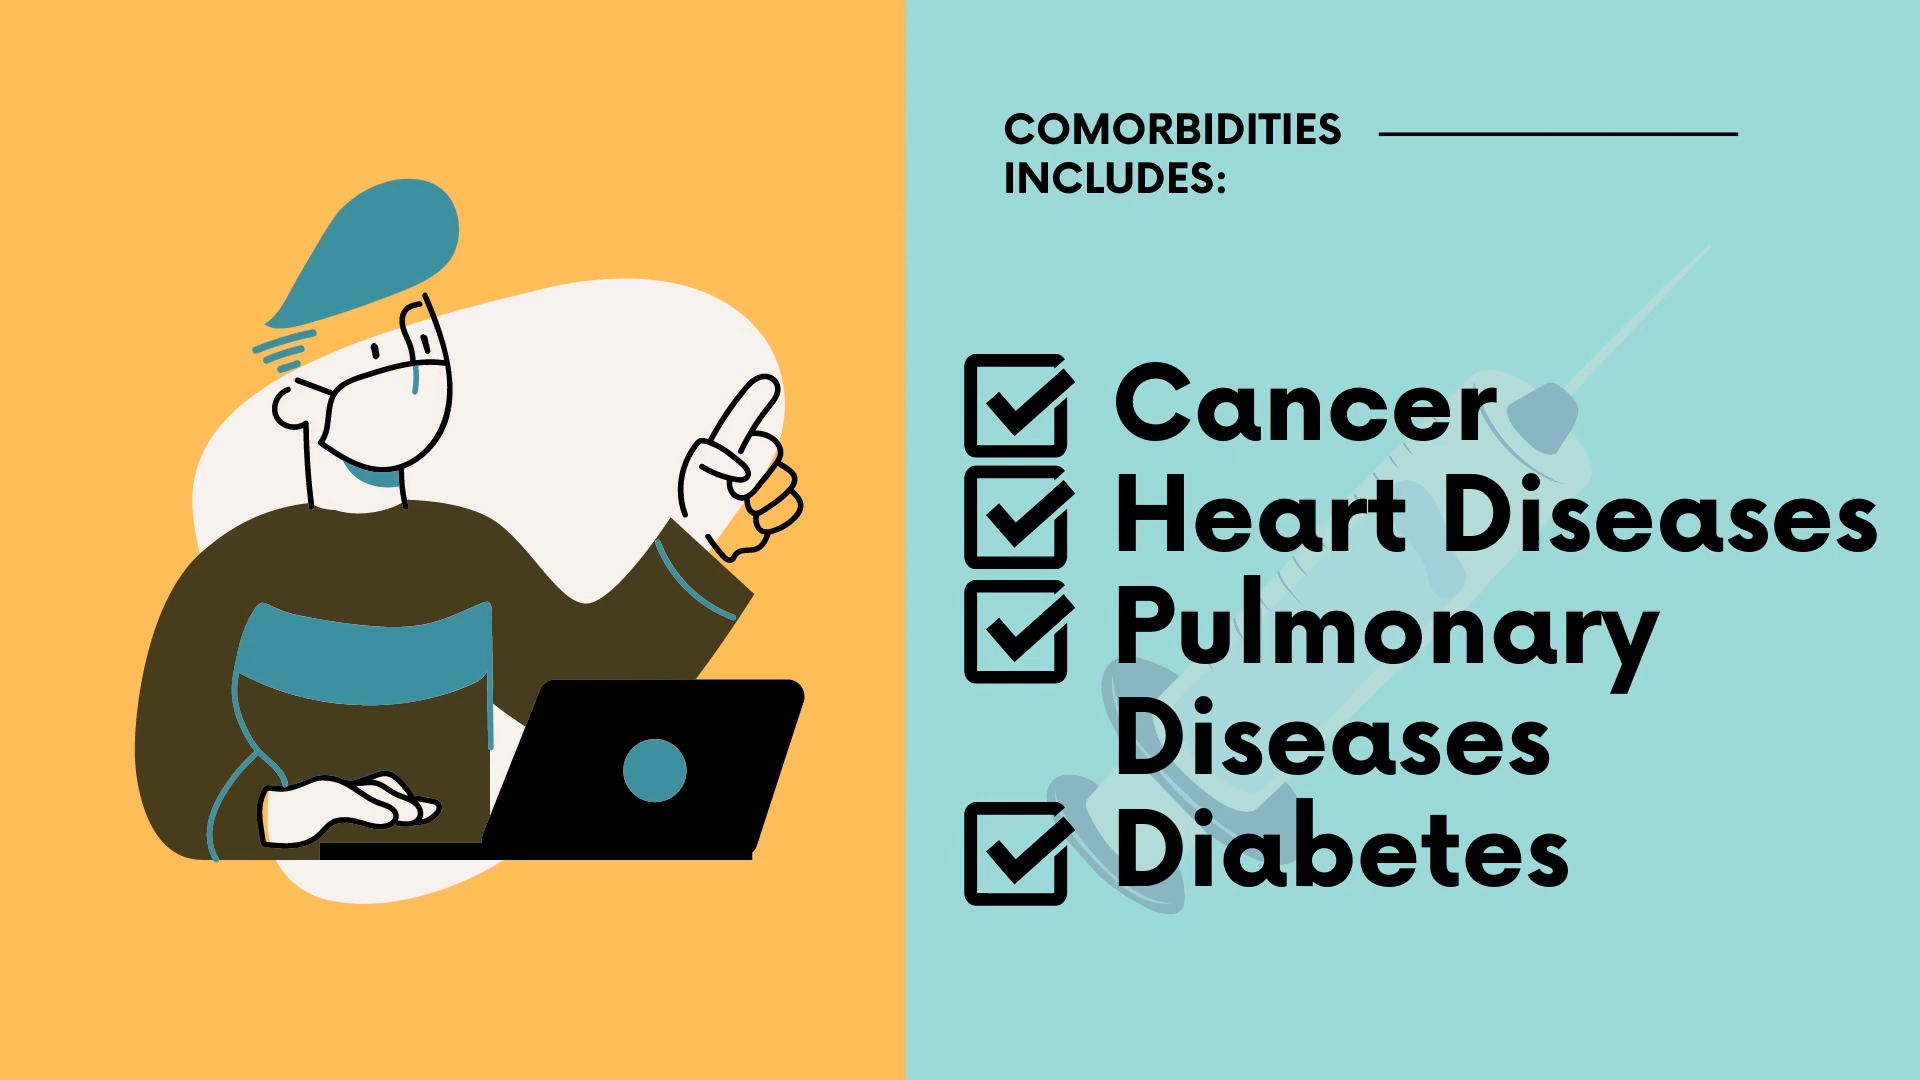 COMORBIDITIES
INCLUDES:
Cancer
Heart Diseases
Pulmonary
Diseases
Diabetes